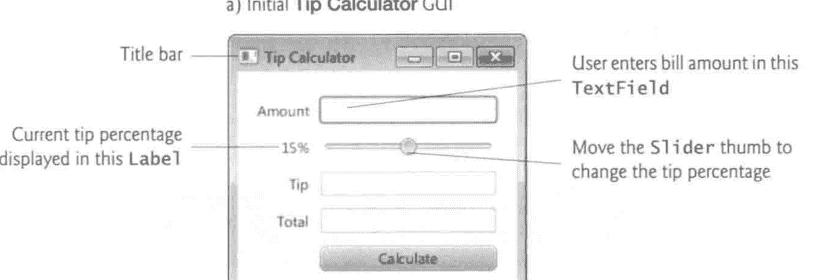 a) Initial Tip Calculator GUI
Title bar
Tip Calculator
User enters bill amount in this
TextField
Amount
Current tip percentage
displayed in this Label
15%
Move the Slider thumb to
change the tip percentage
Tip
Total
Calculate